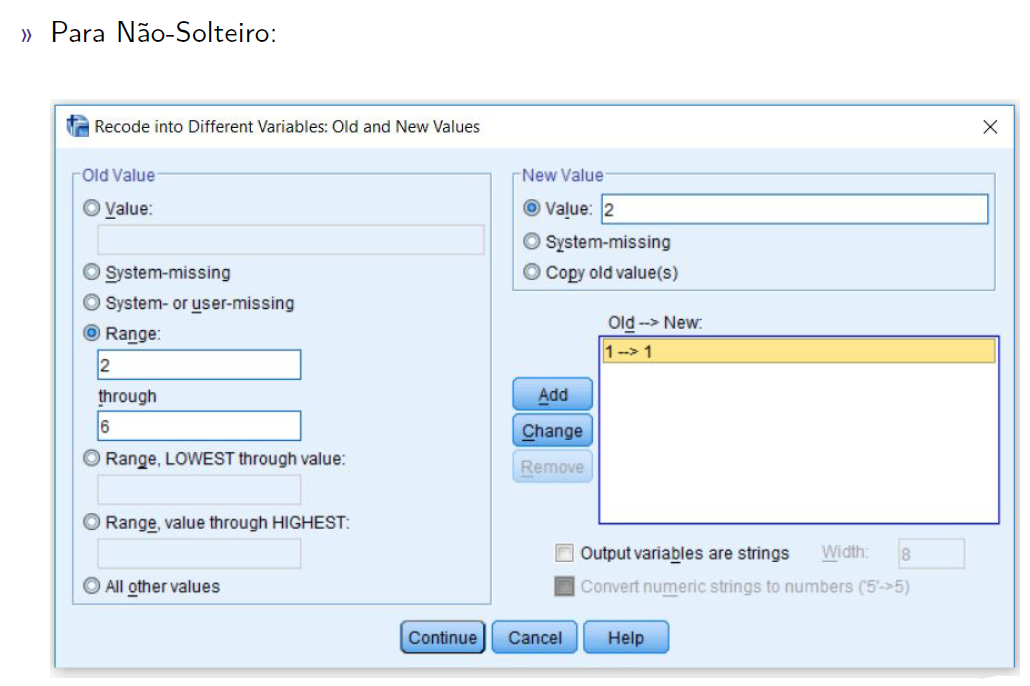 » Para Não-Solteiro:
Recode into Different Variables: Old and New Values
Old Value
Value:
System-missing
System- or user-missing
Range:
2
through
6
Range, LOWEST through value:
Range, value through HIGHEST:
All other values
New Value
Value: 2
System-missing
Copy old value(s)
Old --> New:
1 --> 1
Add
Change
Remove
Output variables are strings Width: 8
Convert numeric strings to numbers ('5'->5)
Continue Cancel Help